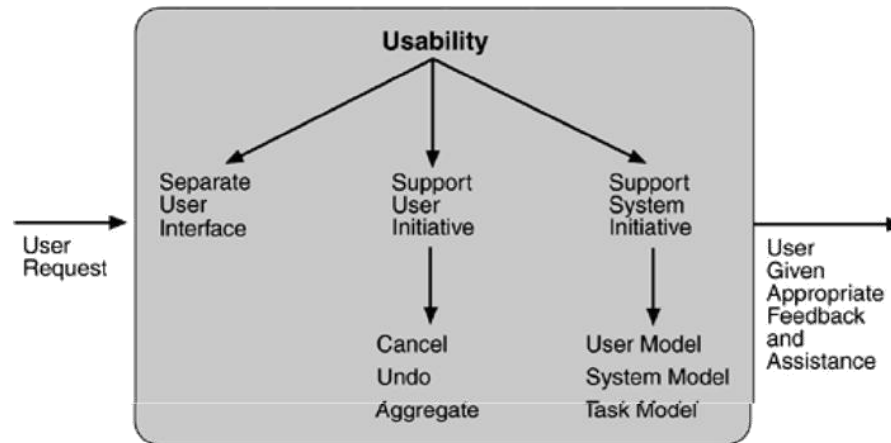 Usability
Separate
User
Interface
Support
User
Initiative
Support
System
Initiative
User
Request
User
Given
Appropriate
Feedback
and
Assistance
Cancel
Undo
Aggregate
User Model
System Model
Task Model